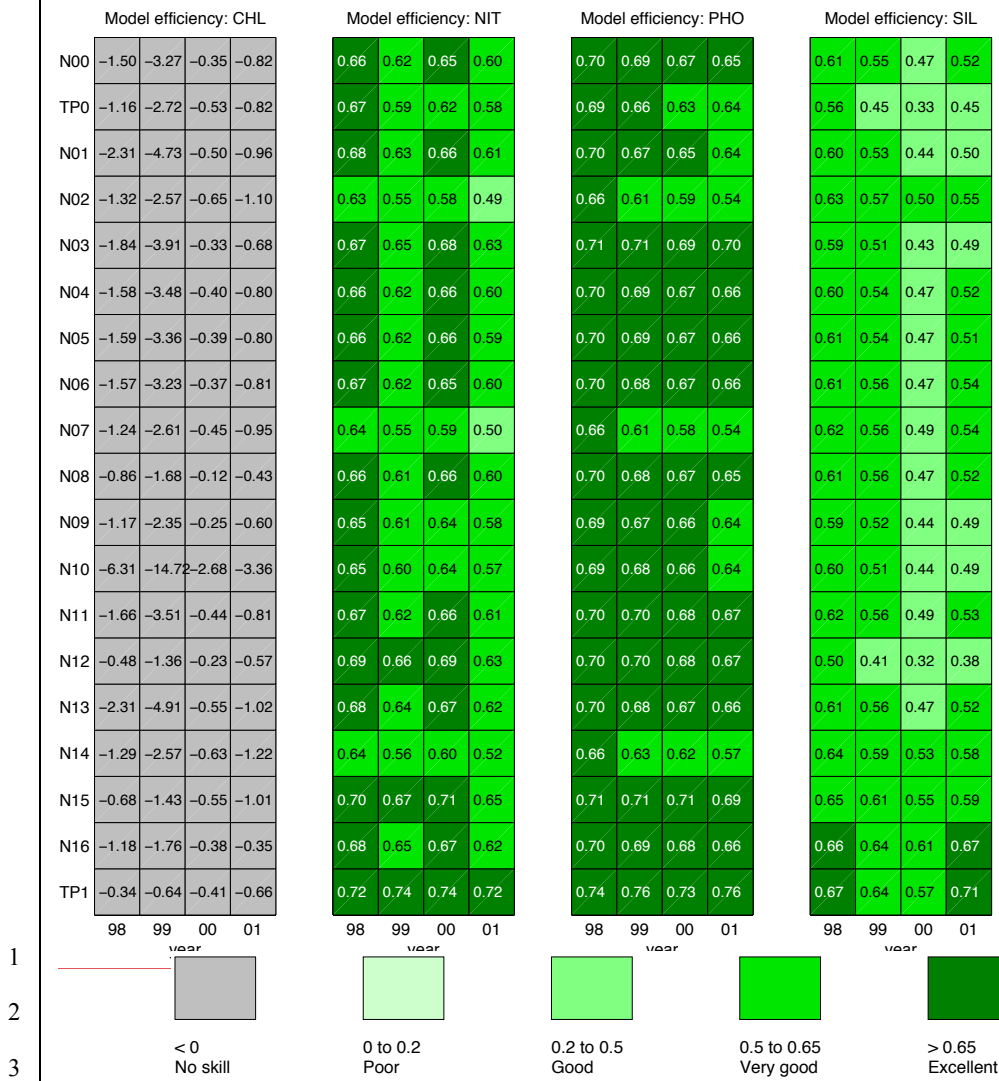 Model efficiency: CHL Model efficiency: NIT Model efficiency: PHO Model efficiency: SIL
N00 −1.50 −3.27 −0.35 −0.82 0.66 0.62 0.65 0.60 0.70 0.69 0.67 0.65 0.61 0.55 0.47 0.52
TP0 −1.16 −2.72 −0.53 −0.82 0.67 0.59 0.62 0.58 0.69 0.66 0.63 0.64 0.56 0.45 0.33 0.45
N01 −2.31 −4.73 −0.50 −0.96 0.68 0.63 0.66 0.61 0.70 0.67 0.65 0.64 0.60 0.53 0.44 0.50
N02 −1.32 −2.57 −0.65 −1.10 0.63 0.55 0.58 0.49 0.66 0.61 0.59 0.54 0.63 0.57 0.50 0.55
N03 −1.84 −3.91 −0.33 −0.68 0.67 0.65 0.68 0.63 0.71 0.71 0.69 0.70 0.59 0.51 0.43 0.49
N04 −1.58 −3.48 −0.40 −0.80 0.66 0.62 0.66 0.60 0.70 0.69 0.67 0.66 0.60 0.54 0.47 0.52
N05 −1.59 −3.36 −0.39 −0.80 0.66 0.62 0.66 0.59 0.70 0.69 0.67 0.66 0.61 0.54 0.47 0.51
N06 −1.57 −3.23 −0.37 −0.81 0.67 0.62 0.65 0.60 0.70 0.68 0.67 0.66 0.61 0.56 0.47 0.54
N07 −1.24 −2.61 −0.45 −0.95 0.64 0.55 0.59 0.50 0.66 0.61 0.58 0.54 0.62 0.56 0.49 0.54
N08 −0.86 −1.68 −0.12 −0.43 0.66 0.61 0.66 0.60 0.70 0.68 0.67 0.65 0.61 0.56 0.47 0.52
N09 −1.17 −2.35 −0.25 −0.60 0.65 0.61 0.64 0.58 0.69 0.67 0.66 0.64 0.59 0.52 0.44 0.49
N10 −6.31 −14.72 −2.68 −3.36 0.65 0.60 0.64 0.57 0.69 0.68 0.66 0.64 0.60 0.51 0.44 0.49
N11 −1.66 −3.51 −0.44 −0.81 0.67 0.62 0.66 0.61 0.70 0.70 0.68 0.67 0.62 0.56 0.49 0.53
N12 −0.48 −1.36 −0.23 −0.57 0.69 0.66 0.69 0.63 0.70 0.70 0.68 0.67 0.50 0.41 0.32 0.38
N13 −2.31 −4.91 −0.55 −1.02 0.68 0.64 0.67 0.62 0.70 0.68 0.67 0.66 0.61 0.56 0.47 0.52
N14 −1.29 −2.57 −0.63 −1.22 0.64 0.56 0.60 0.52 0.66 0.63 0.62 0.57 0.64 0.59 0.53 0.58
N15 −0.68 −1.43 −0.55 −1.01 0.70 0.67 0.71 0.65 0.71 0.71 0.71 0.69 0.65 0.61 0.55 0.59
N16 −1.18 −1.76 −0.38 −0.35 0.68 0.65 0.67 0.62 0.70 0.69 0.68 0.66 0.66 0.64 0.61 0.67
TP1 −0.34 −0.64 −0.41 −0.66 0.72 0.74 0.74 0.72 0.74 0.76 0.73 0.76 0.67 0.64 0.57 0.71
98 99 00 01 98 99 00 01 98 99 00 01 98 99 00 01
year year year year
1
2
< 0 0 to 0.2 0.2 to 0.5 0.5 to 0.65 > 0.65
3 No skill Poor Good Very good Excellent